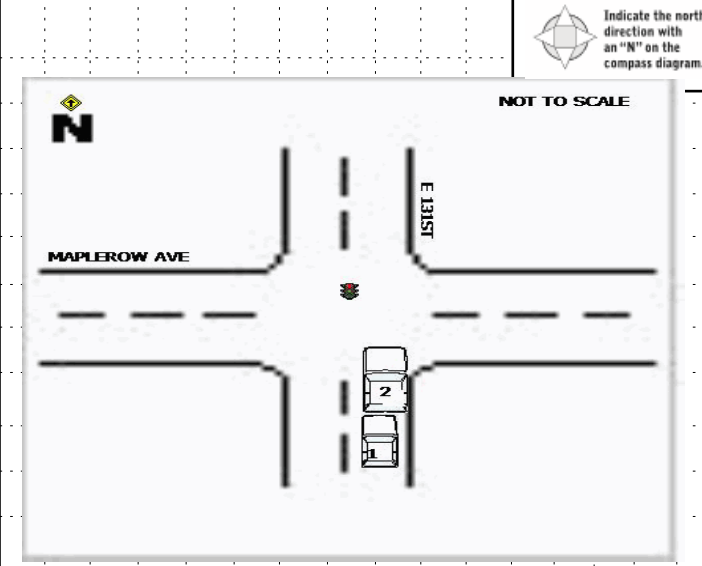 Indicate the north
direction with
an “N” on the
compass diagram.
N
NOT TO SCALE
E 131ST
MAPLEROW AVE
2
1